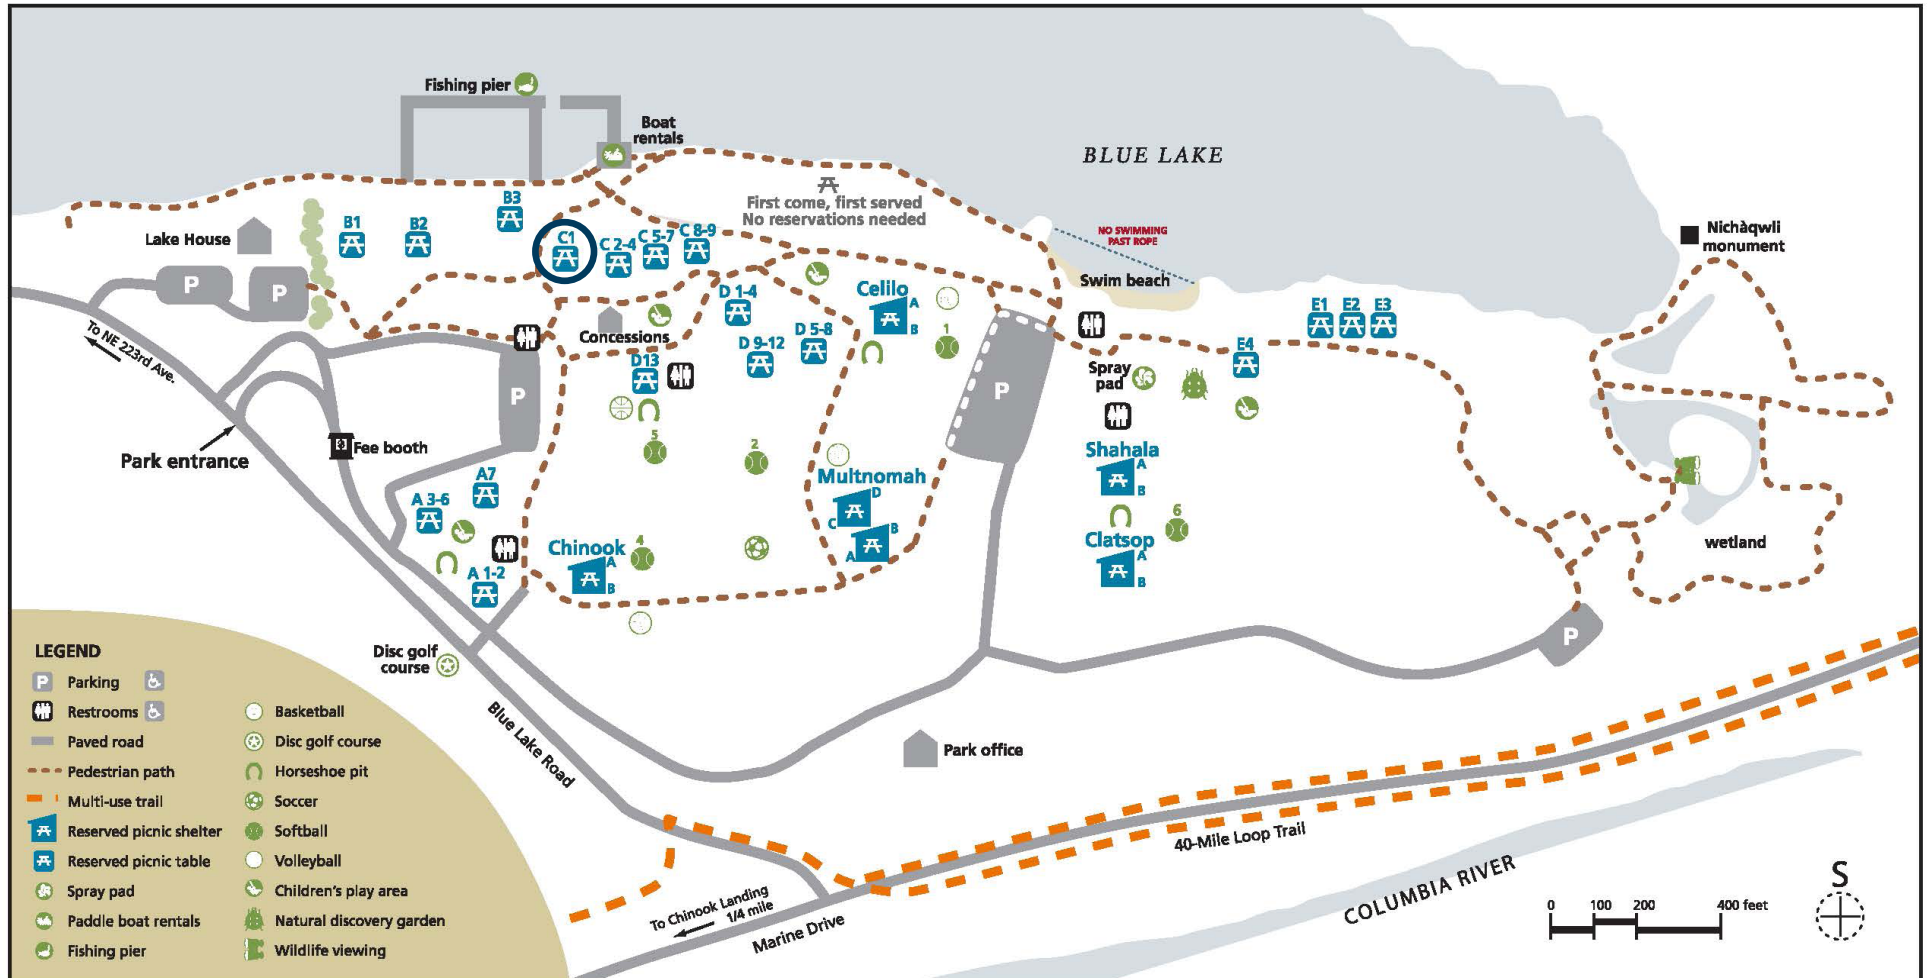 Fishing pier
Boat
rentals
BLUE LAKE
First come, first served
No reservations needed
B3
B1
B2
C1
C 2-4
C 5-7
C 8-9
Lake House
P
P
NO SWIMMING
PAST ROPE
Swim beach
Nichàqwli
monument
To NE 223rd Ave.
Concessions
D 1-4
D 5-8
D 9-12
D13
Celilo
A
B
1
E1
E2
E3
E4
P
P
Spray
pad
Park entrance
Fee booth
5
2
A7
A 3-6
A 1-2
Multnomah
D
C
B
A
Shahala
A
B
6
Clatsop
A
B
Chinook
A
B
4
wetland
P
Disc golf
course
Blue Lake Road
Park office
40-Mile Loop Trail
To Chinook Landing
1/4 mile
Marine Drive
COLUMBIA RIVER
0
100
200
400 feet
S
LEGEND
P
Parking
Restrooms
Paved road
Pedestrian path
Multi-use trail
Reserved picnic shelter
Reserved picnic table
Spray pad
Paddle boat rentals
Fishing pier
Basketball
Disc golf course
Horseshoe pit
Soccer
Softball
Volleyball
Children's play area
Natural discovery garden
Wildlife viewing